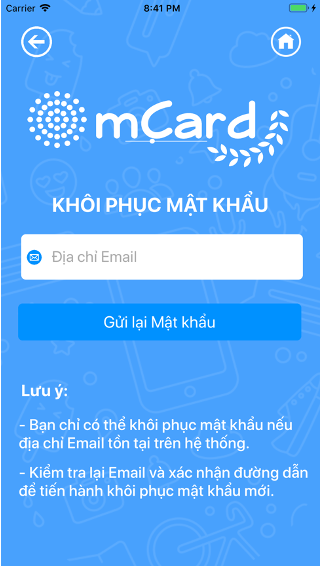 Carrier 8:41 PM
mCard
KHÔI PHỤC MẬT KHẨU
Địa chỉ Email
Gửi lại Mật khẩu
Lưu ý:
- Bạn chỉ có thể khôi phục mật khẩu nếu
địa chỉ Email tồn tại trên hệ thống.
- Kiểm tra lại Email và xác nhận đường dẫn
để tiến hành khôi phục mật khẩu mới.